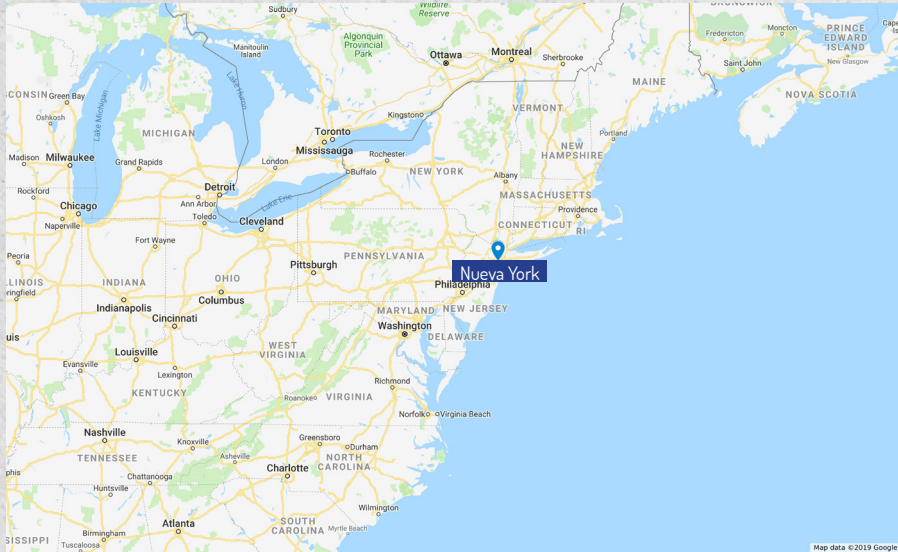 Sudbury
Wildlife
Reserve
BRUNSWICK
Fredericton
Moncton
PRINCE
EDWARD
ISLAND
Manitoulin
Island
Algonquin
Provincial
Park
Ottawa
Montreal
Sherbrooke
Saint John
New Glasgow
NOVA SCOTIA
MAINE
Green Bay
Oshkosh
Lake Michigan
Lake Huron
Kingston
VERMONT
Portland
MICHIGAN
Toronto
Mississauga
Rochester
NEW
HAMPSHIRE
Madison
Milwaukee
Grand Rapids
London
Buffalo
NEW YORK
Albany
Rockford
Chicago
Naperville
Detroit
Ann Arbor
Toledo
Lake Erie
Cleveland
MASSACHUSETTS
Providence
CONNECTICUT
RI
Fort Wayne
Peoria
PENNSYLVANIA
Pittsburgh
Nueva York
Philadelphia
INDIANA
OHIO
Columbus
Indianapolis
Cincinnati
MARYLAND
NEW JERSEY
Washington
DELAWARE
WEST
VIRGINIA
Louisville
Evansville
Lexington
KENTUCKY
Richmond
Roanoke
VIRGINIA
Norfolk
Virginia Beach
Nashville
TENNESSEE
Knoxville
Greensboro
Durham
NORTH
CAROLINA
Asheville
Charlotte
Chattanooga
Huntsville
Wilmington
Atlanta
SOUTH
CAROLINA
Myrtle Beach
Birmingham
Tuscaloosa
Map data ©2019 Google